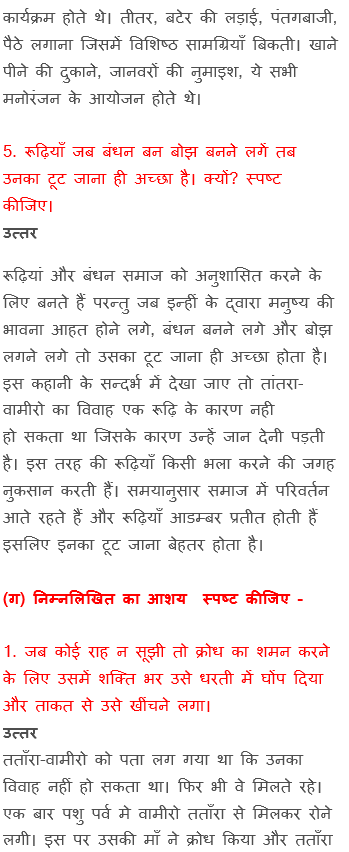 कार्यक्रम होते थे। तीतर, बटेर की लड़ाई, पंतगबाजी,
पैठे लगाना जिसमें विशिष्ठ सामग्रियाँ बिकती। खाने
पीने की दुकाने, जानवरों की नुमाइश, ये सभी
मनोरंजन के आयोजन होते थे।
5. रूढ़ियाँ जब बंधन बन बोझ बनने लगें तब
उनका टूट जाना ही अच्छा है। क्यों? स्पष्ट
कीजिए।
उत्तर
रूढ़ियां और बंधन समाज को अनुशासित करने के
लिए बनते हैं परन्तु जब इन्हीं के द्वारा मनुष्य की
भावना आहत होने लगे, बंधन बनने लगे और बोझ
लगने लगे तो उसका टूट जाना ही अच्छा होता है।
इस कहानी के सन्दर्भ में देखा जाए तो तांतरा-
वामीरो का विवाह एक रूढ़ि के कारण नही
हो सकता था जिसके कारण उन्हें जान देनी पड़ती
है। इस तरह की रूढ़ियाँ किसी भला करने की जगह
नुकसान करती हैं। समयानुसार समाज में परिवर्तन
आते रहते हैं और रूढ़ियाँ आडम्बर प्रतीत होती हैं
इसलिए इनका टूट जाना बेहतर होता है।
(ग) निम्नलिखित का आशय स्पष्ट कीजिए -
1. जब कोई राह न सूझी तो क्रोध का शमन करने
के लिए उसमें शक्ति भर उसे धरती में घोंप दिया
और ताकत से उसे खींचने लगा।
उत्तर
तताँरा-वामीरो को पता लग गया था कि उनका
विवाह नहीं हो सकता था। फिर भी वे मिलते रहे।
एक बार पशु पर्व मे वामीरो तताँरा से मिलकर रोने
लगी। इस पर उसकी माँ ने क्रोध किया और तताँरा